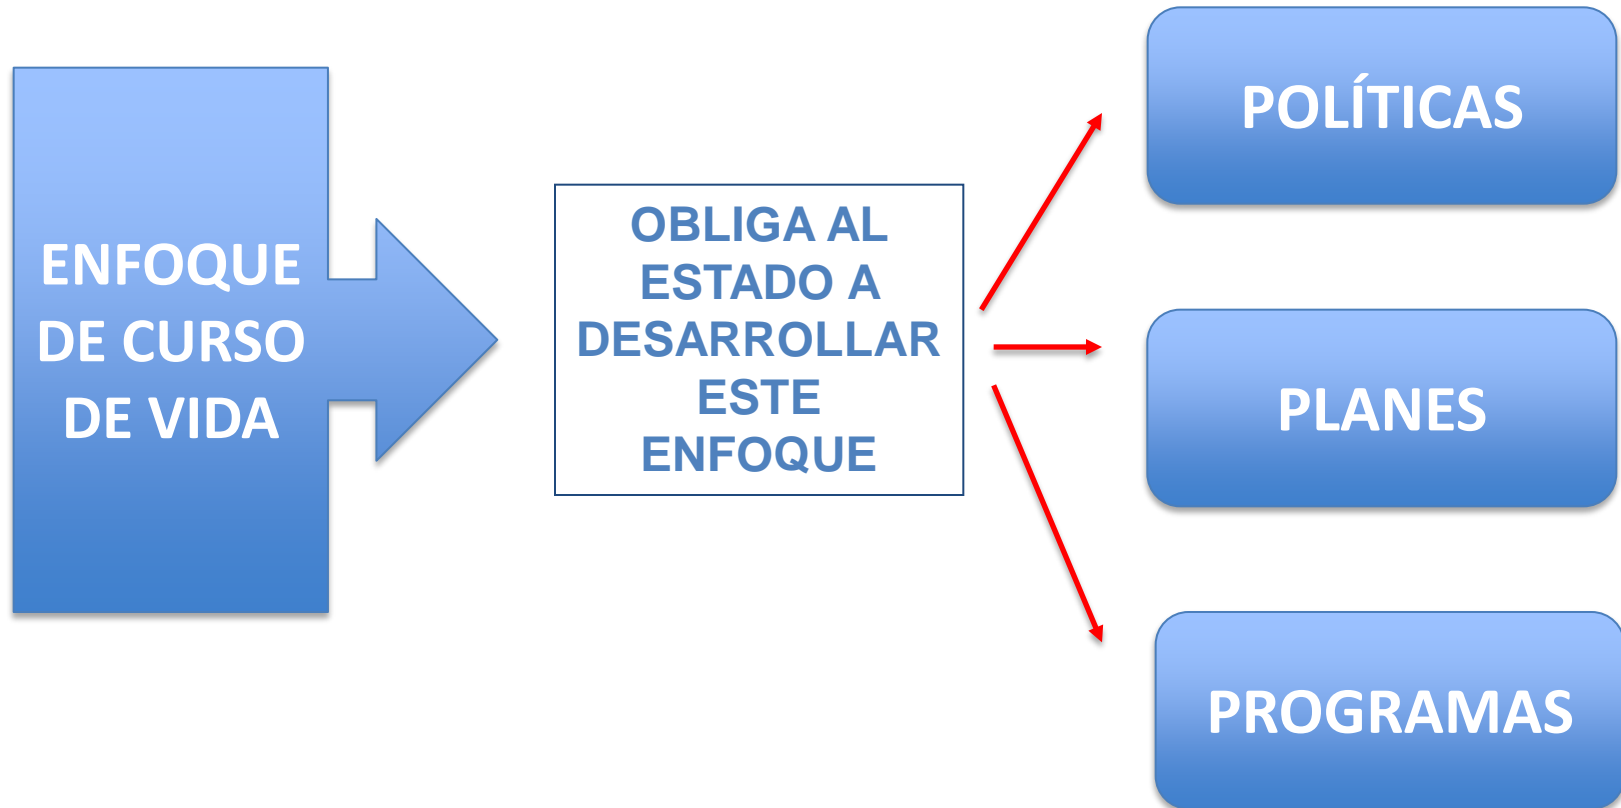 ENFOQUE
DE CURSO
DE VIDA
OBLIGA AL
ESTADO A
DESARROLLAR
ESTE
ENFOQUE
POLÍTICAS
PLANES
PROGRAMAS